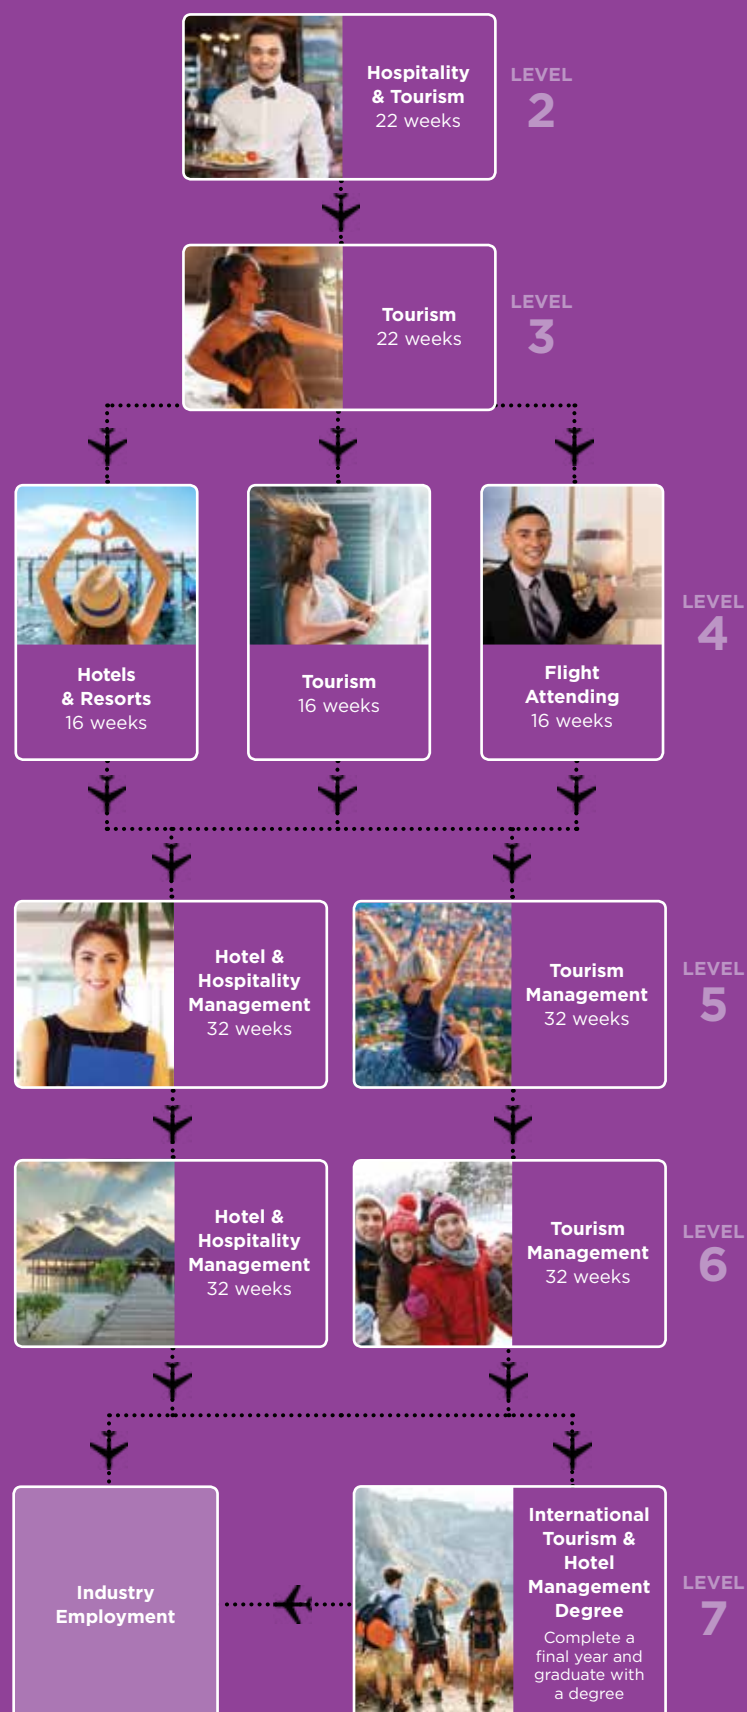 Hospitality
& Tourism
22 weeks
LEVEL
2
Tourism
22 weeks
LEVEL
3
Hotels
& Resorts
16 weeks
Tourism
16 weeks
Flight
Attending
16 weeks
LEVEL
4
Hotel &
Hospitality
Management
32 weeks
Tourism
Management
32 weeks
LEVEL
5
Hotel &
Hospitality
Management
32 weeks
Tourism
Management
32 weeks
LEVEL
6
Industry
Employment
International
Tourism &
Hotel
Management
Degree
Complete a
final year and
graduate with
a degree
LEVEL
7